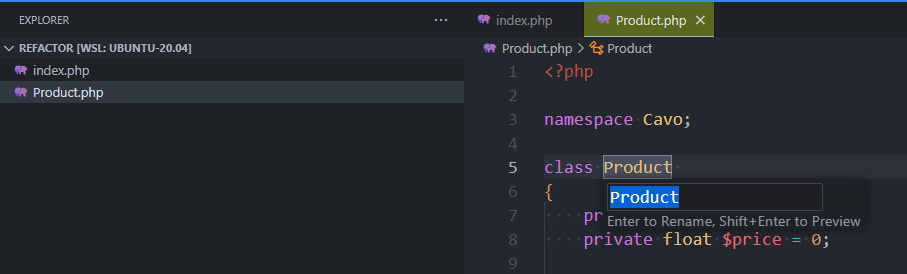 EXPLORER ...
REFACTOR [WSL: UBUNTU-20.04]
index.php
Product.php
index.php Product.php
Product.php > Product
1 <?php
2
3 namespace Cavo;
4
5 class Product
6 {
Product
7 pr
Enter to Rename, Shift+Enter to Preview
8 private float $price = 0;
9